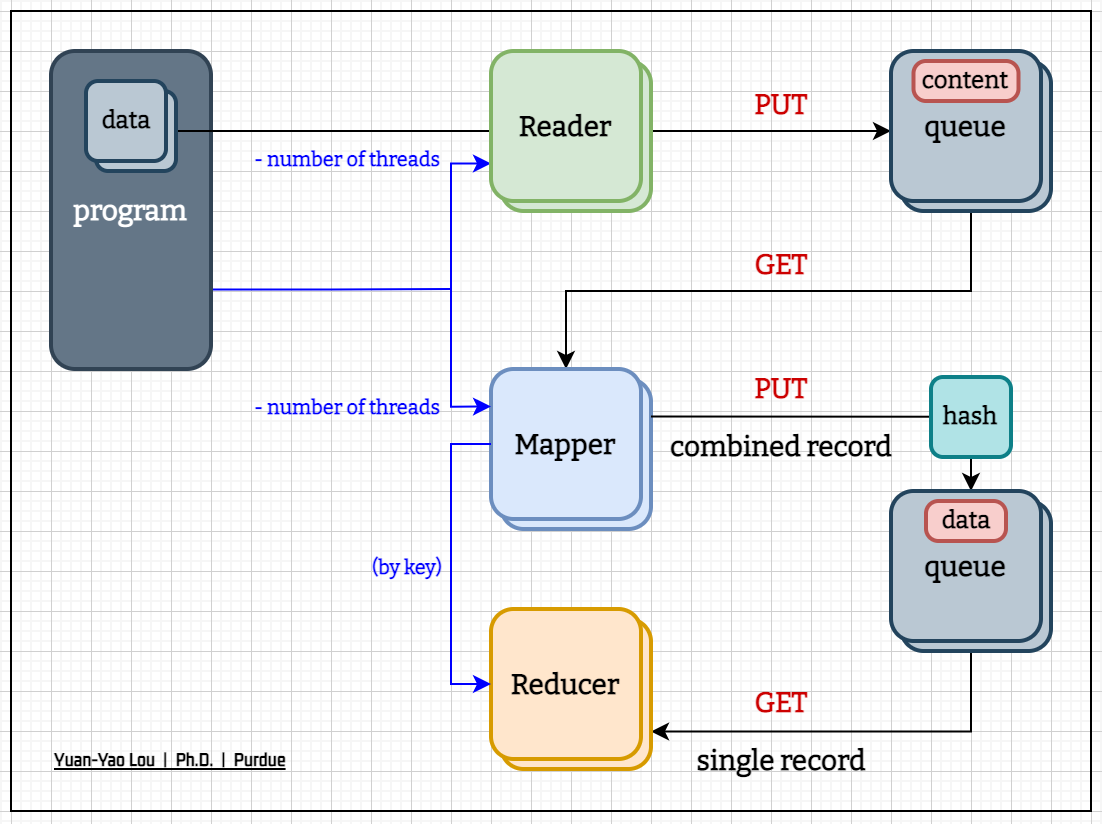 data
program
- number of threads
Reader
PUT
content
queue
GET
- number of threads
Mapper
PUT
combined record
hash
data
queue
(by key)
Reducer
GET
single record
Yuan-Yao Lou | Ph.D. | Purdue